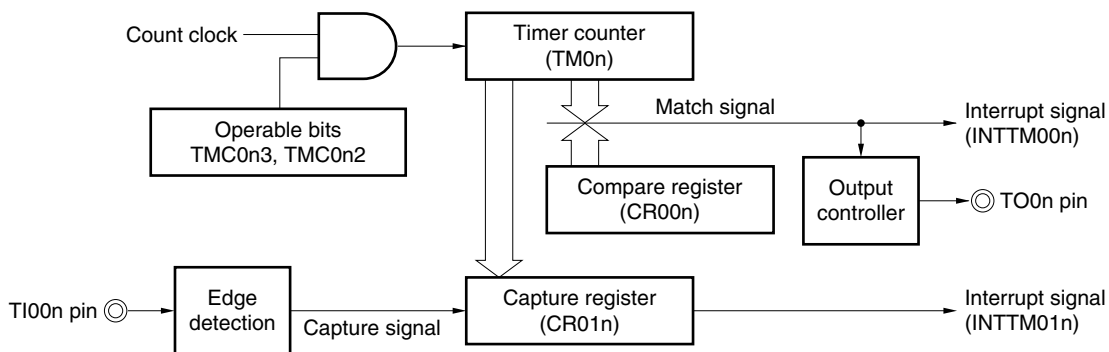 Count clock
Timer counter
(TM0n)
Operable bits
TMC0n3, TMC0n2
Match signal
Interrupt signal
(INTTM00n)
Compare register
(CR00n)
Output
controller
TO0n pin
TI00n pin
Edge
detection
Capture signal
Capture register
(CR01n)
Interrupt signal
(INTTM01n)